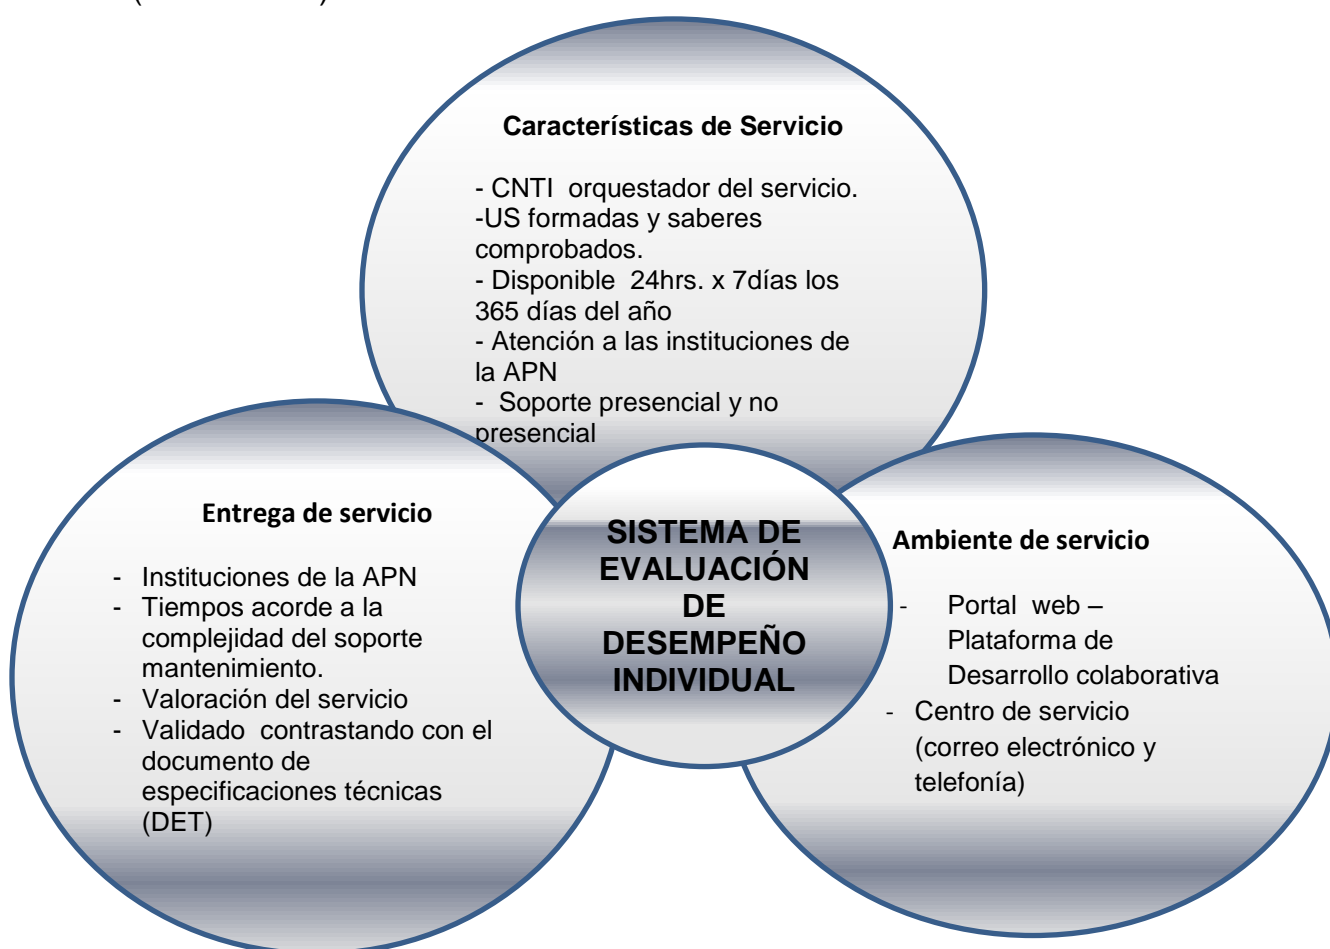 Características de Servicio
- CNTI orquestador del servicio.
-US formadas y saberes
comprobados.
- Disponible 24hrs. x 7días los
365 días del año
- Atención a las instituciones de
la APN
- Soporte presencial y no
presencial
Entrega de servicio
- Instituciones de la APN
- Tiempos acorde a la
complejidad del soporte
mantenimiento.
- Valoración del servicio
- Validado contrastando con el
documento de
especificaciones técnicas
(DET)
SISTEMA DE
EVALUACIÓN
DE
DESEMPEÑO
INDIVIDUAL
Ambiente de servicio
- Portal web –
Plataforma de
Desarrollo colaborativa
- Centro de servicio
(correo electrónico y
telefonía)